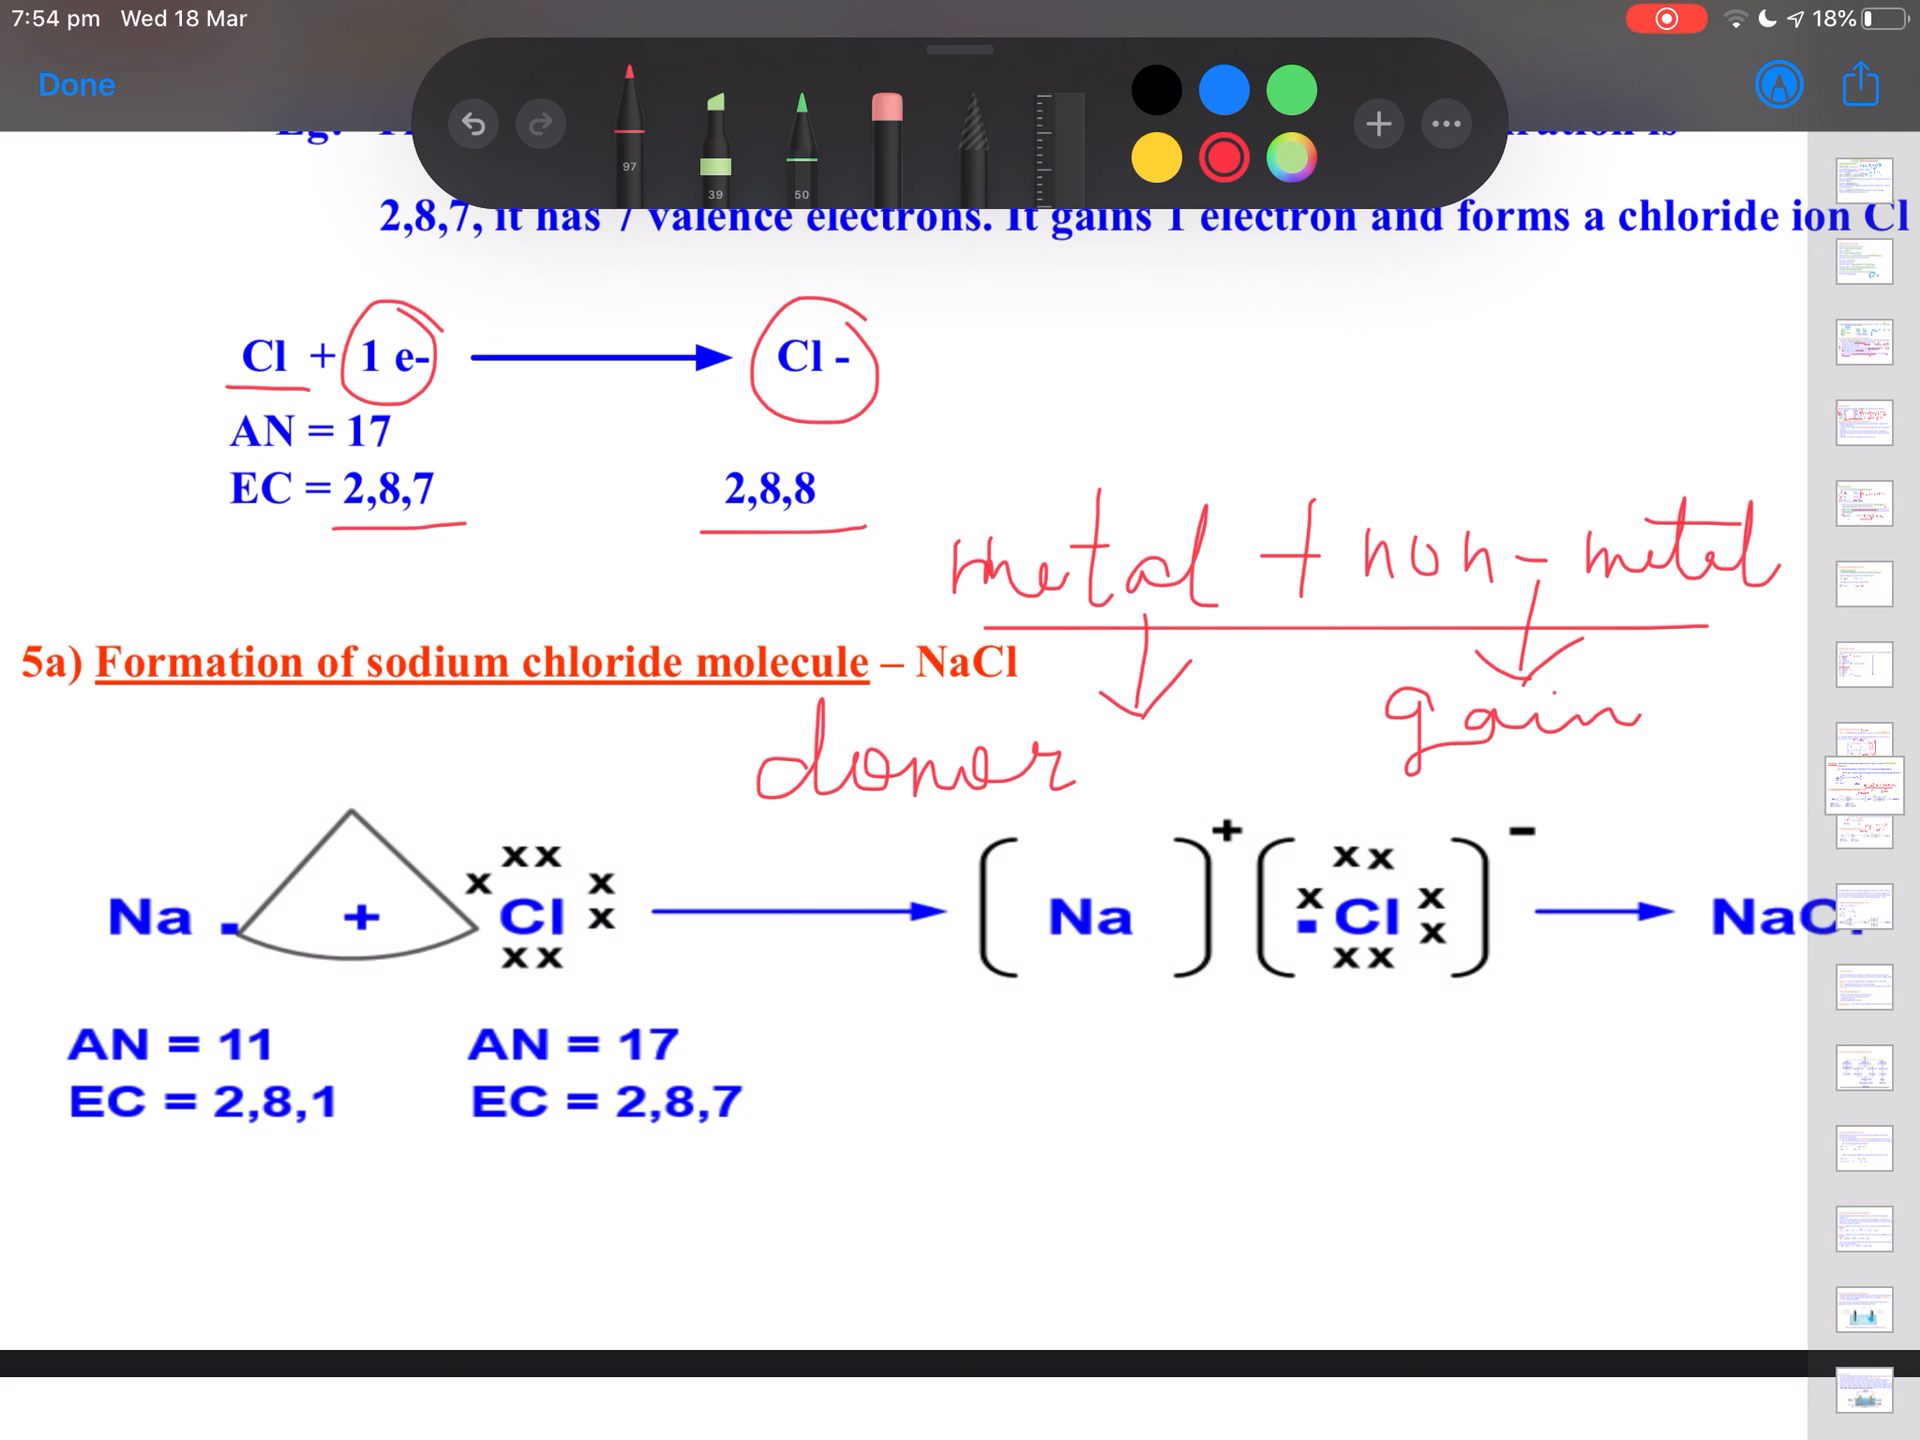 7:54 pm Wed 18 Mar
18%
Done
97
39
50
Eg.
2,8,7, it has 7 valence electrons. It gains 1 electron and forms a chloride ion Cl
Cl + 1 e- Cl -
AN = 17
EC = 2,8,7 2,8,8
metal + non-metal
5a) Formation of sodium chloride molecule – NaCl
donor gain
xx xx
x x x x
Na . + Cl x Na + . Cl x - NaCl
xx xx
AN = 11 AN = 17
EC = 2,8,1 EC = 2,8,7